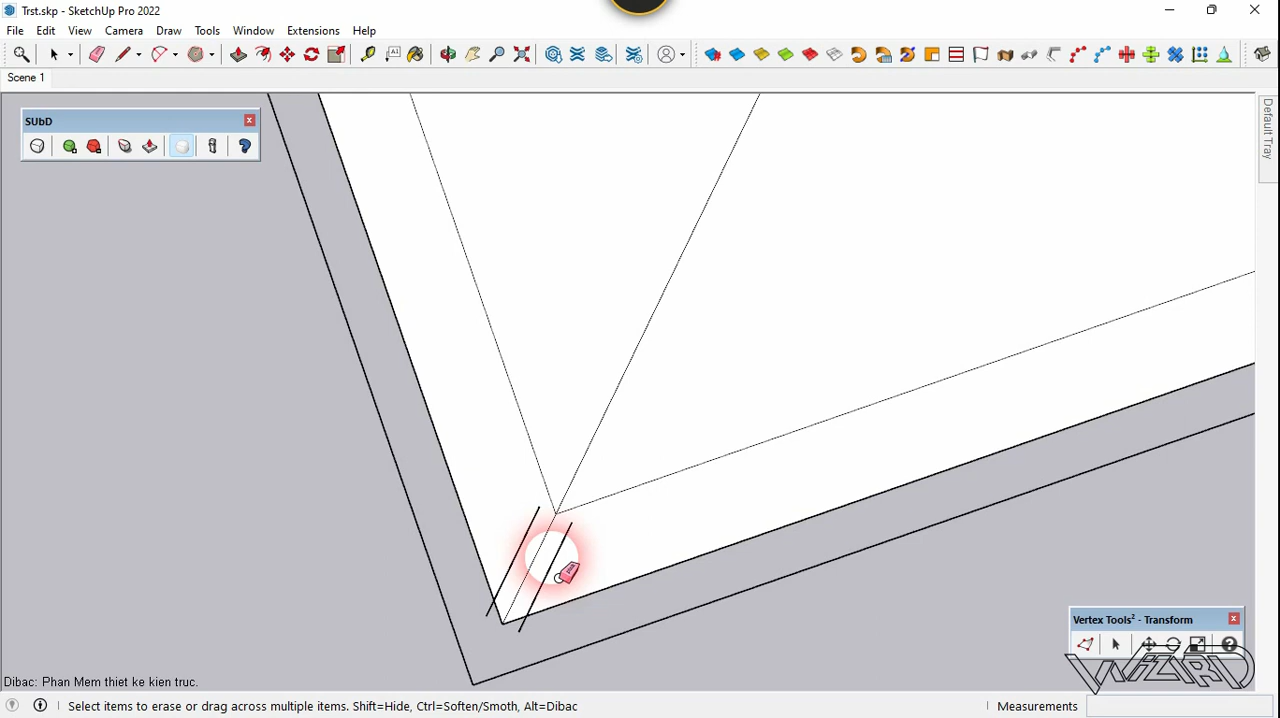 Trst.skp - SketchUp Pro 2022
File Edit View Camera Draw Tools Window Extensions Help
Scene 1
SUbD
Default Tray
Vertex Tools² - Transform
WIZARD
Dibac: Phan Mem thiet ke kien truc.
Select items to erase or drag across multiple items. Shift=Hide, Ctrl=Soften/Smoth, Alt=Dibac
Measurements